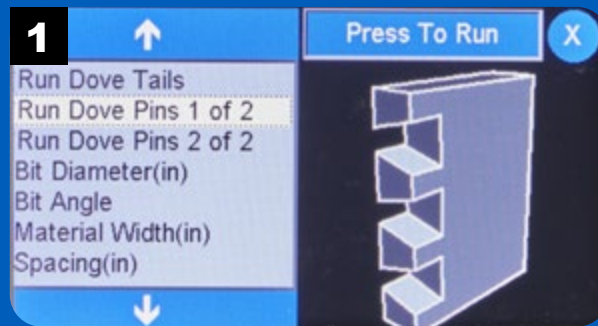 1
Press To Run
X
Run Dove Tails
Run Dove Pins 1 of 2
Run Dove Pins 2 of 2
Bit Diameter(in)
Bit Angle
Material Width(in)
Spacing(in)